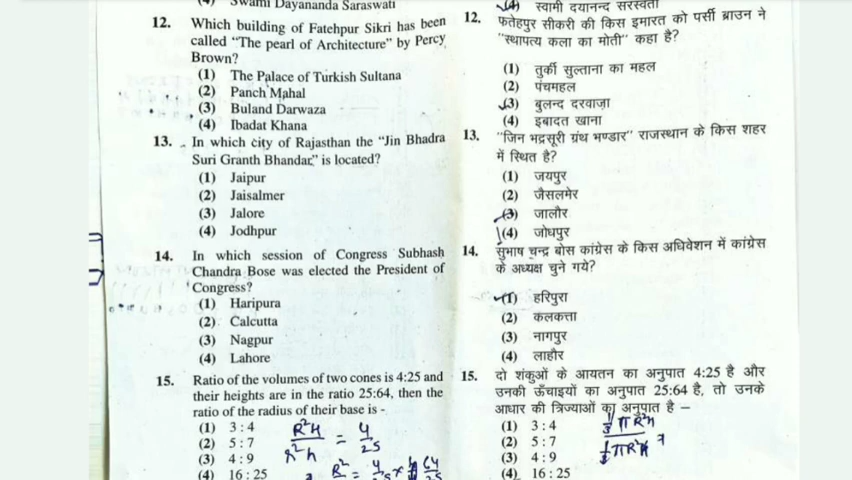 (4) Swami Dayananda Saraswati
12. Which building of Fatehpur Sikri has been
called "The pearl of Architecture" by Percy
Brown?
(1) The Palace of Turkish Sultana
(2) Panch Mahal
(3) Buland Darwaza
(4) Ibadat Khana
13. In which city of Rajasthan the "Jin Bhadra
Suri Granth Bhandar" is located?
(1) Jaipur
(2) Jaisalmer
(3) Jalore
(4) Jodhpur
14. In which session of Congress Subhash
Chandra Bose was elected the President of
Congress?
(1) Haripura
(2) Calcutta
(3) Nagpur
(4) Lahore
15. Ratio of the volumes of two cones is 4:25 and
their heights are in the ratio 25:64, then the
ratio of the radius of their base is -
(1) 3 : 4
(2) 5 : 7
(3) 4 : 9
(4) 16 : 25
R²H / r²h = 4 / 25
R² = 4 × 64
(4) स्वामी दयानन्द सरस्वती
12. फतेहपुर सीकरी की किस इमारत को पर्सी ब्राउन ने
"स्थापत्य कला का मोती" कहा है?
(1) तुर्की सुल्ताना का महल
(2) पंचमहल
(3) बुलन्द दरवाज़ा
(4) इबादत खाना
13. "जिन भद्रसूरी ग्रंथ भण्डार" राजस्थान के किस शहर
में स्थित है?
(1) जयपुर
(2) जैसलमेर
(3) जालौर
(4) जोधपुर
14. सुभाष चन्द्र बोस कांग्रेस के किस अधिवेशन में कांग्रेस
के अध्यक्ष चुने गये?
(1) हरिपुरा
(2) कलकत्ता
(3) नागपुर
(4) लाहौर
15. दो शंकुओं के आयतन का अनुपात 4:25 है और
उनकी ऊँचाइयों का अनुपात 25:64 है, तो उनके
आधार की त्रिज्याओं का अनुपात है –
(1) 3 : 4
(2) 5 : 7
(3) 4 : 9
(4) 16 : 25